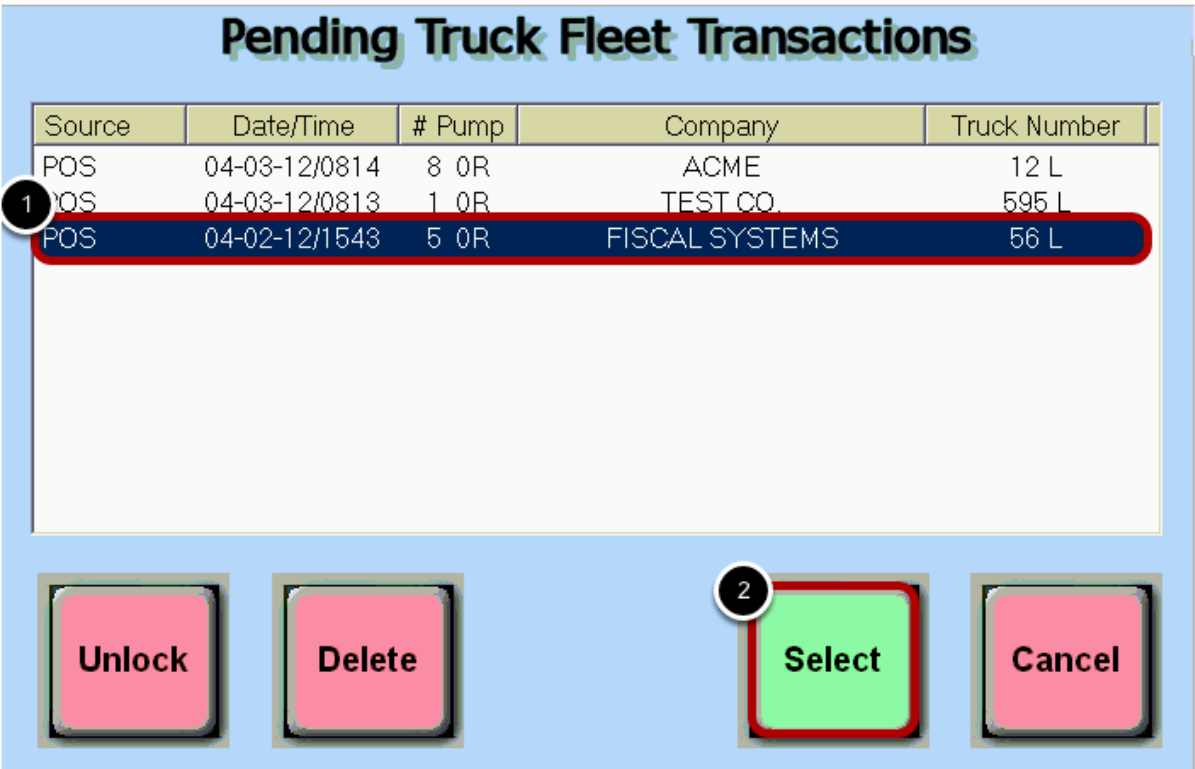 Pending Truck Fleet Transactions
Source Date/Time # Pump Company Truck Number
POS 04-03-12/0814 8 0R ACME 12 L
1 POS 04-03-12/0813 1 0R TEST CO. 595 L
POS 04-02-12/1543 5 0R FISCAL SYSTEMS 56 L
2
Unlock Delete Select Cancel